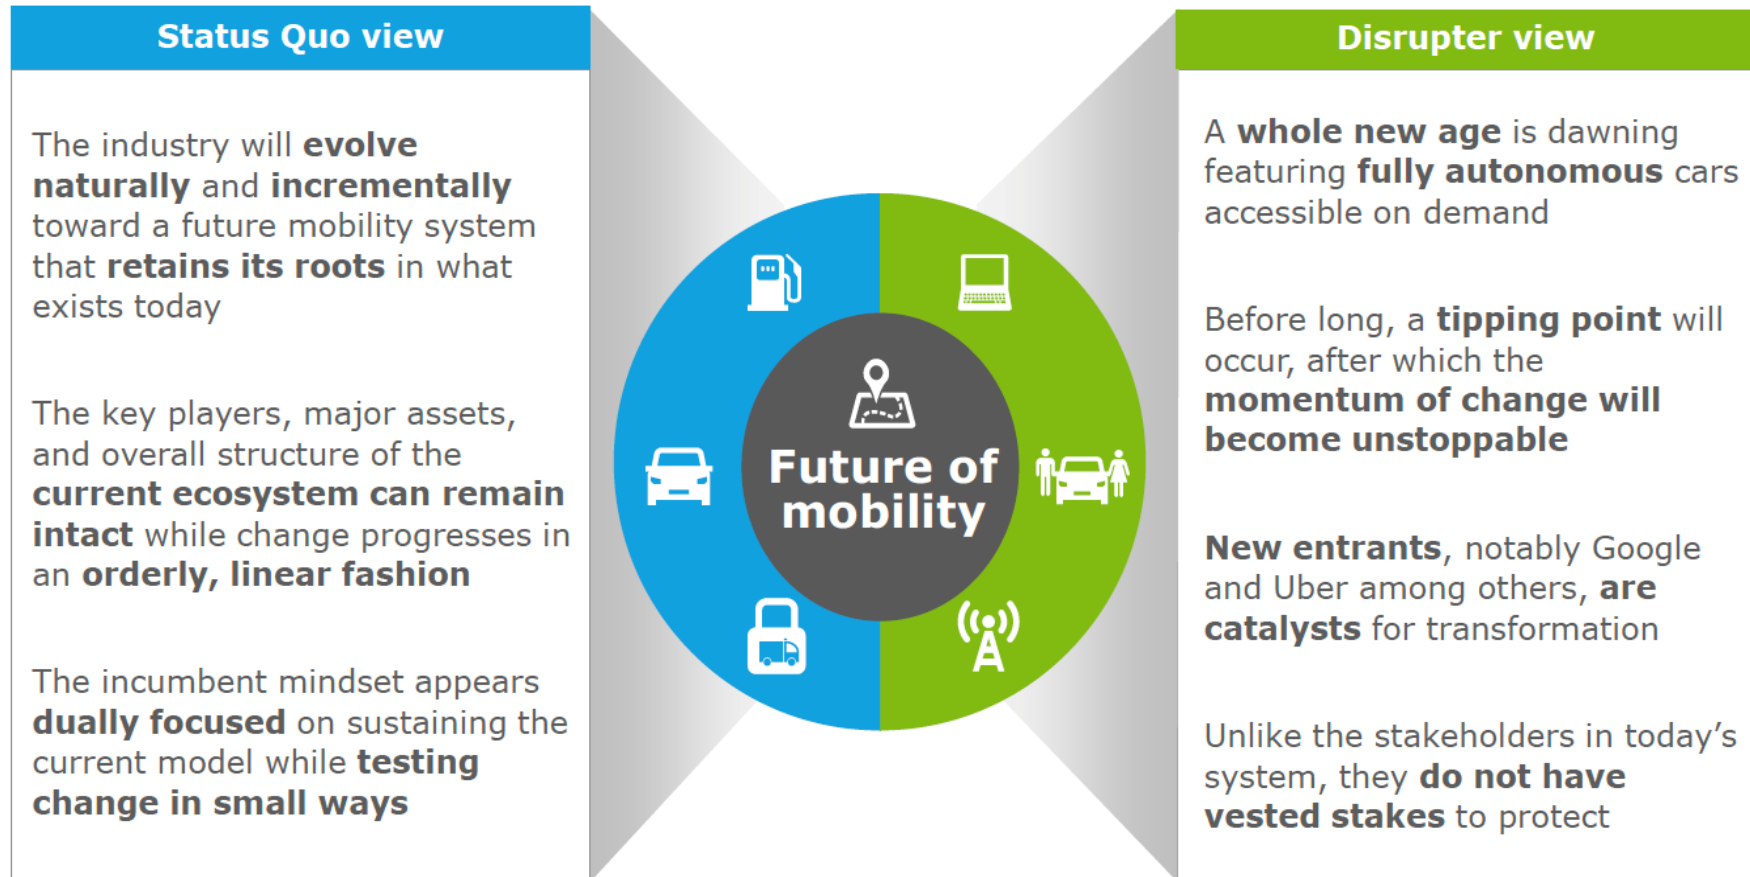 Status Quo view
The industry will evolve
naturally and incrementally
toward a future mobility system
that retains its roots in what
exists today
The key players, major assets,
and overall structure of the
current ecosystem can remain
intact while change progresses in
an orderly, linear fashion
The incumbent mindset appears
dually focused on sustaining the
current model while testing
change in small ways
Future of
mobility
Disrupter view
A whole new age is dawning
featuring fully autonomous cars
accessible on demand
Before long, a tipping point will
occur, after which the
momentum of change will
become unstoppable
New entrants, notably Google
and Uber among others, are
catalysts for transformation
Unlike the stakeholders in today’s
system, they do not have
vested stakes to protect